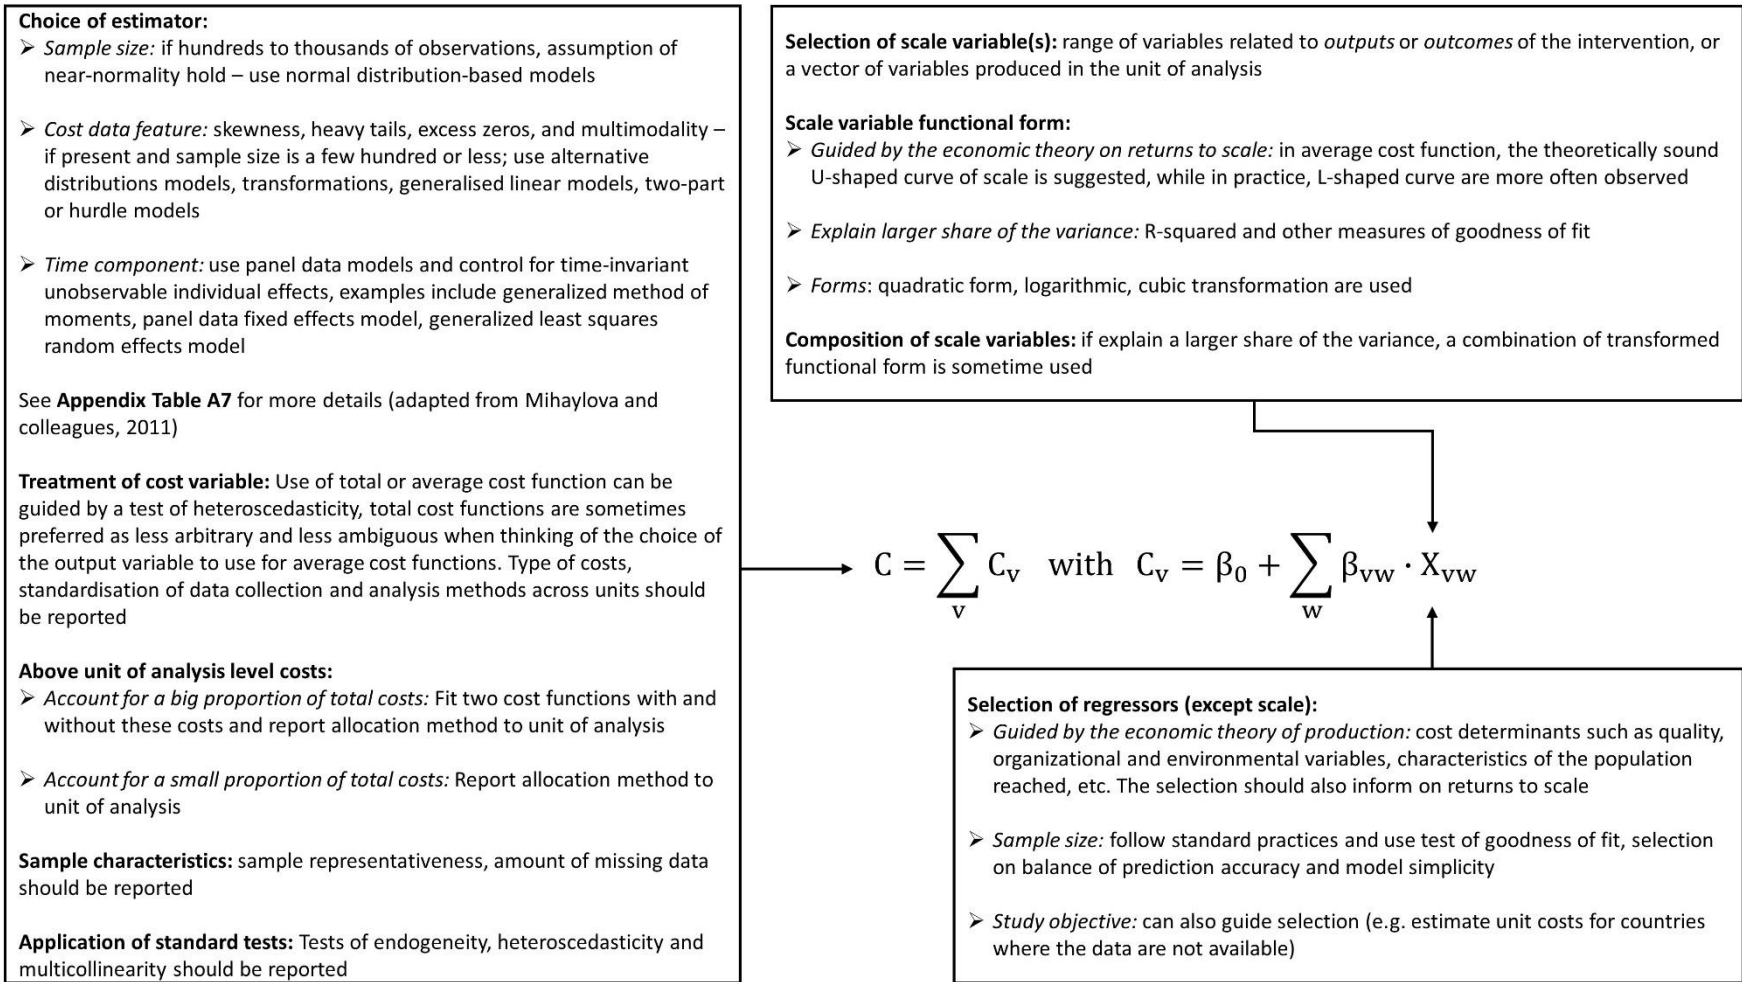 Choice of estimator:
➢ Sample size: if hundreds to thousands of observations, assumption of
near-normality hold – use normal distribution-based models
➢ Cost data feature: skewness, heavy tails, excess zeros, and multimodality –
if present and sample size is a few hundred or less; use alternative
distributions models, transformations, generalised linear models, two-part
or hurdle models
➢ Time component: use panel data models and control for time-invariant
unobservable individual effects, examples include generalized method of
moments, panel data fixed effects model, generalized least squares
random effects model
See Appendix Table A7 for more details (adapted from Mihaylova and
colleagues, 2011)
Treatment of cost variable: Use of total or average cost function can be
guided by a test of heteroscedasticity, total cost functions are sometimes
preferred as less arbitrary and less ambiguous when thinking of the choice of
the output variable to use for average cost functions. Type of costs,
standardisation of data collection and analysis methods across units should
be reported
Above unit of analysis level costs:
➢ Account for a big proportion of total costs: Fit two cost functions with and
without these costs and report allocation method to unit of analysis
➢ Account for a small proportion of total costs: Report allocation method to
unit of analysis
Sample characteristics: sample representativeness, amount of missing data
should be reported
Application of standard tests: Tests of endogeneity, heteroscedasticity and
multicollinearity should be reported
Selection of scale variable(s): range of variables related to outputs or outcomes of the intervention, or
a vector of variables produced in the unit of analysis
Scale variable functional form:
➢ Guided by the economic theory on returns to scale: in average cost function, the theoretically sound
U-shaped curve of scale is suggested, while in practice, L-shaped curve are more often observed
➢ Explain larger share of the variance: R-squared and other measures of goodness of fit
➢ Forms: quadratic form, logarithmic, cubic transformation are used
Composition of scale variables: if explain a larger share of the variance, a combination of transformed
functional form is sometime used
C = ∑_v C_v with C_v = β_0 + ∑_w β_vw · X_vw
Selection of regressors (except scale):
➢ Guided by the economic theory of production: cost determinants such as quality,
organizational and environmental variables, characteristics of the population
reached, etc. The selection should also inform on returns to scale
➢ Sample size: follow standard practices and use test of goodness of fit, selection
on balance of prediction accuracy and model simplicity
➢ Study objective: can also guide selection (e.g. estimate unit costs for countries
where the data are not available)